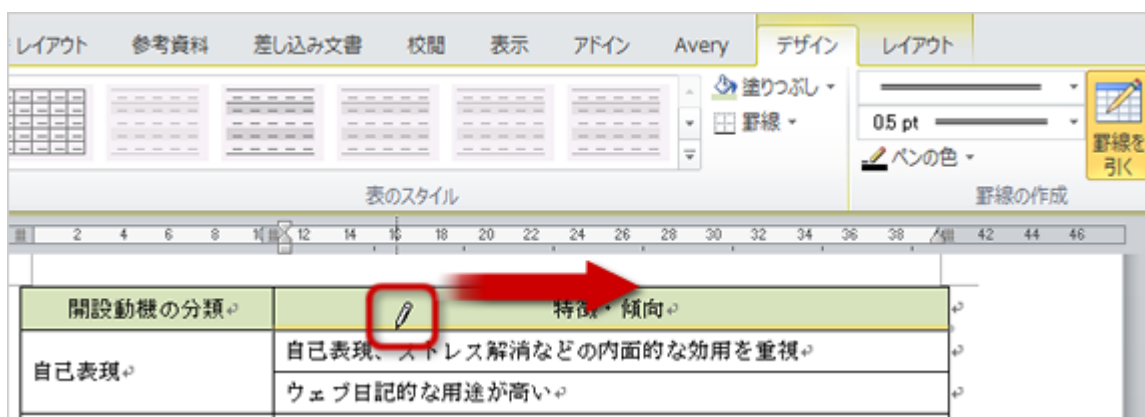 レイアウト 参考資料 差し込み文書 校閲 表示 アドイン Avery デザイン レイアウト
塗りつぶし
罫線
0.5 pt
ペンの色
罫線を
引く
表のスタイル 罫線の作成
2 4 6 8 10 12 14 16 18 20 22 24 26 28 30 32 34 36 38 42 44 46
開設動機の分類 特徴・傾向
自己表現
自己表現、ストレス解消などの内面的な効用を重視
ウェブ日記的な用途が高い